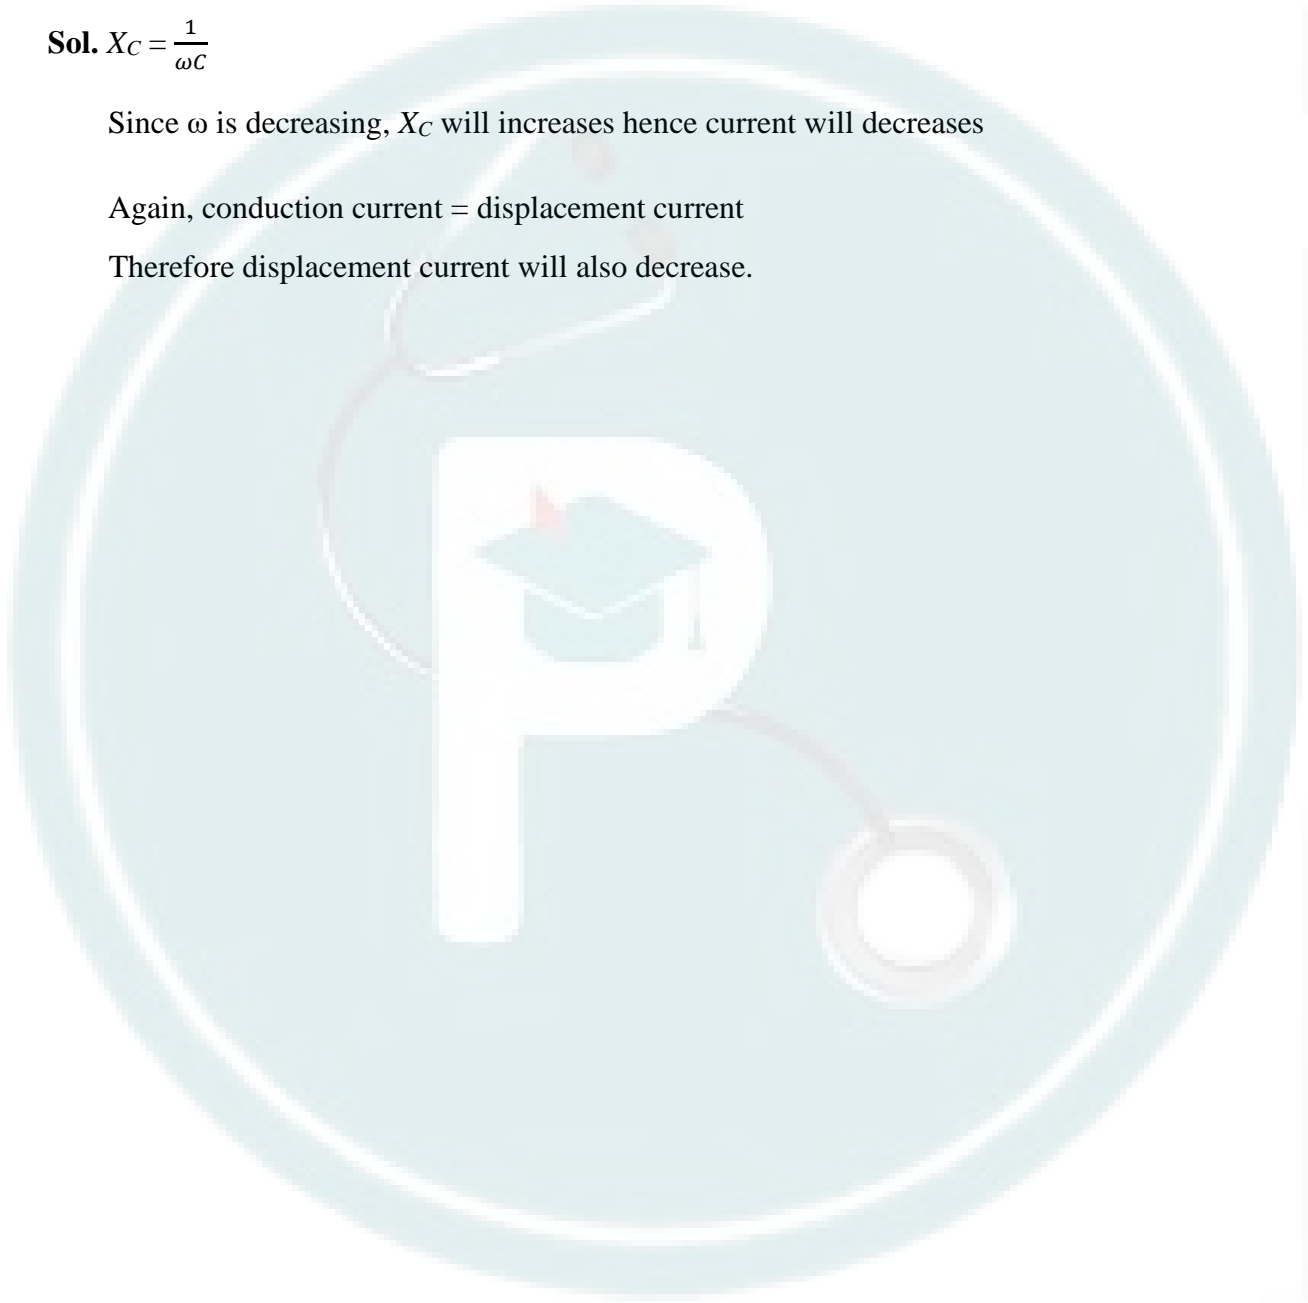 Sol. X_C = 1/ωC
Since ω is decreasing, X_C will increases hence current will decreases
Again, conduction current = displacement current
Therefore displacement current will also decrease.